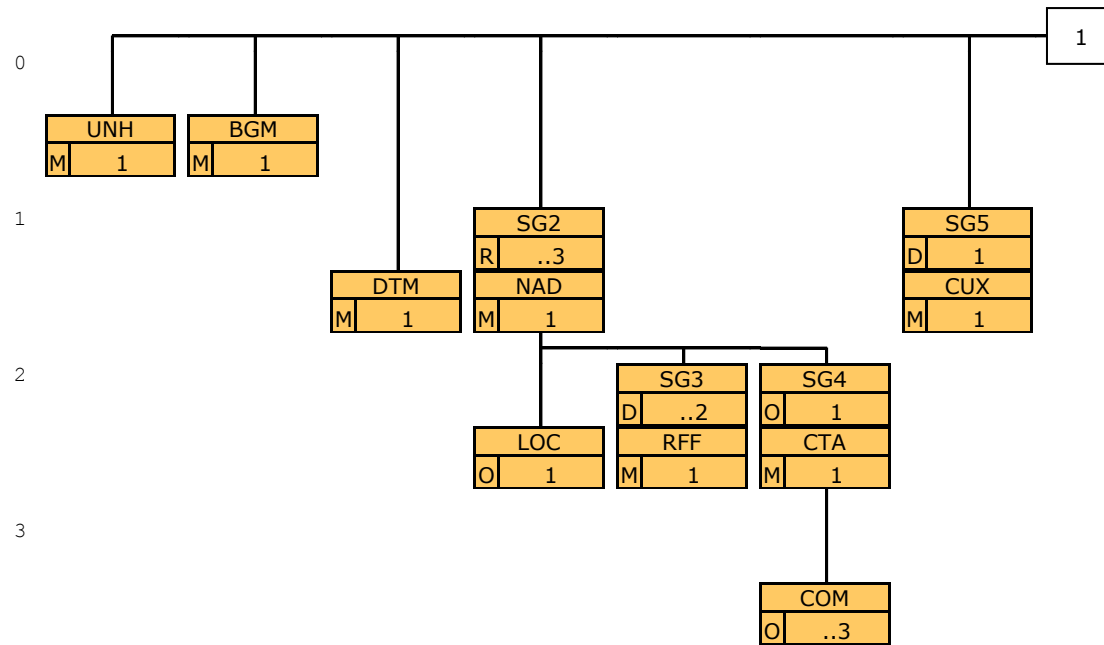 1
0
UNH BGM
M 1 M 1
1
SG2 SG5
R ..3 D 1
DTM NAD CUX
M 1 M 1 M 1
2
SG3 SG4
D ..2 O 1
LOC RFF CTA
O 1 M 1 M 1
3
COM
O ..3